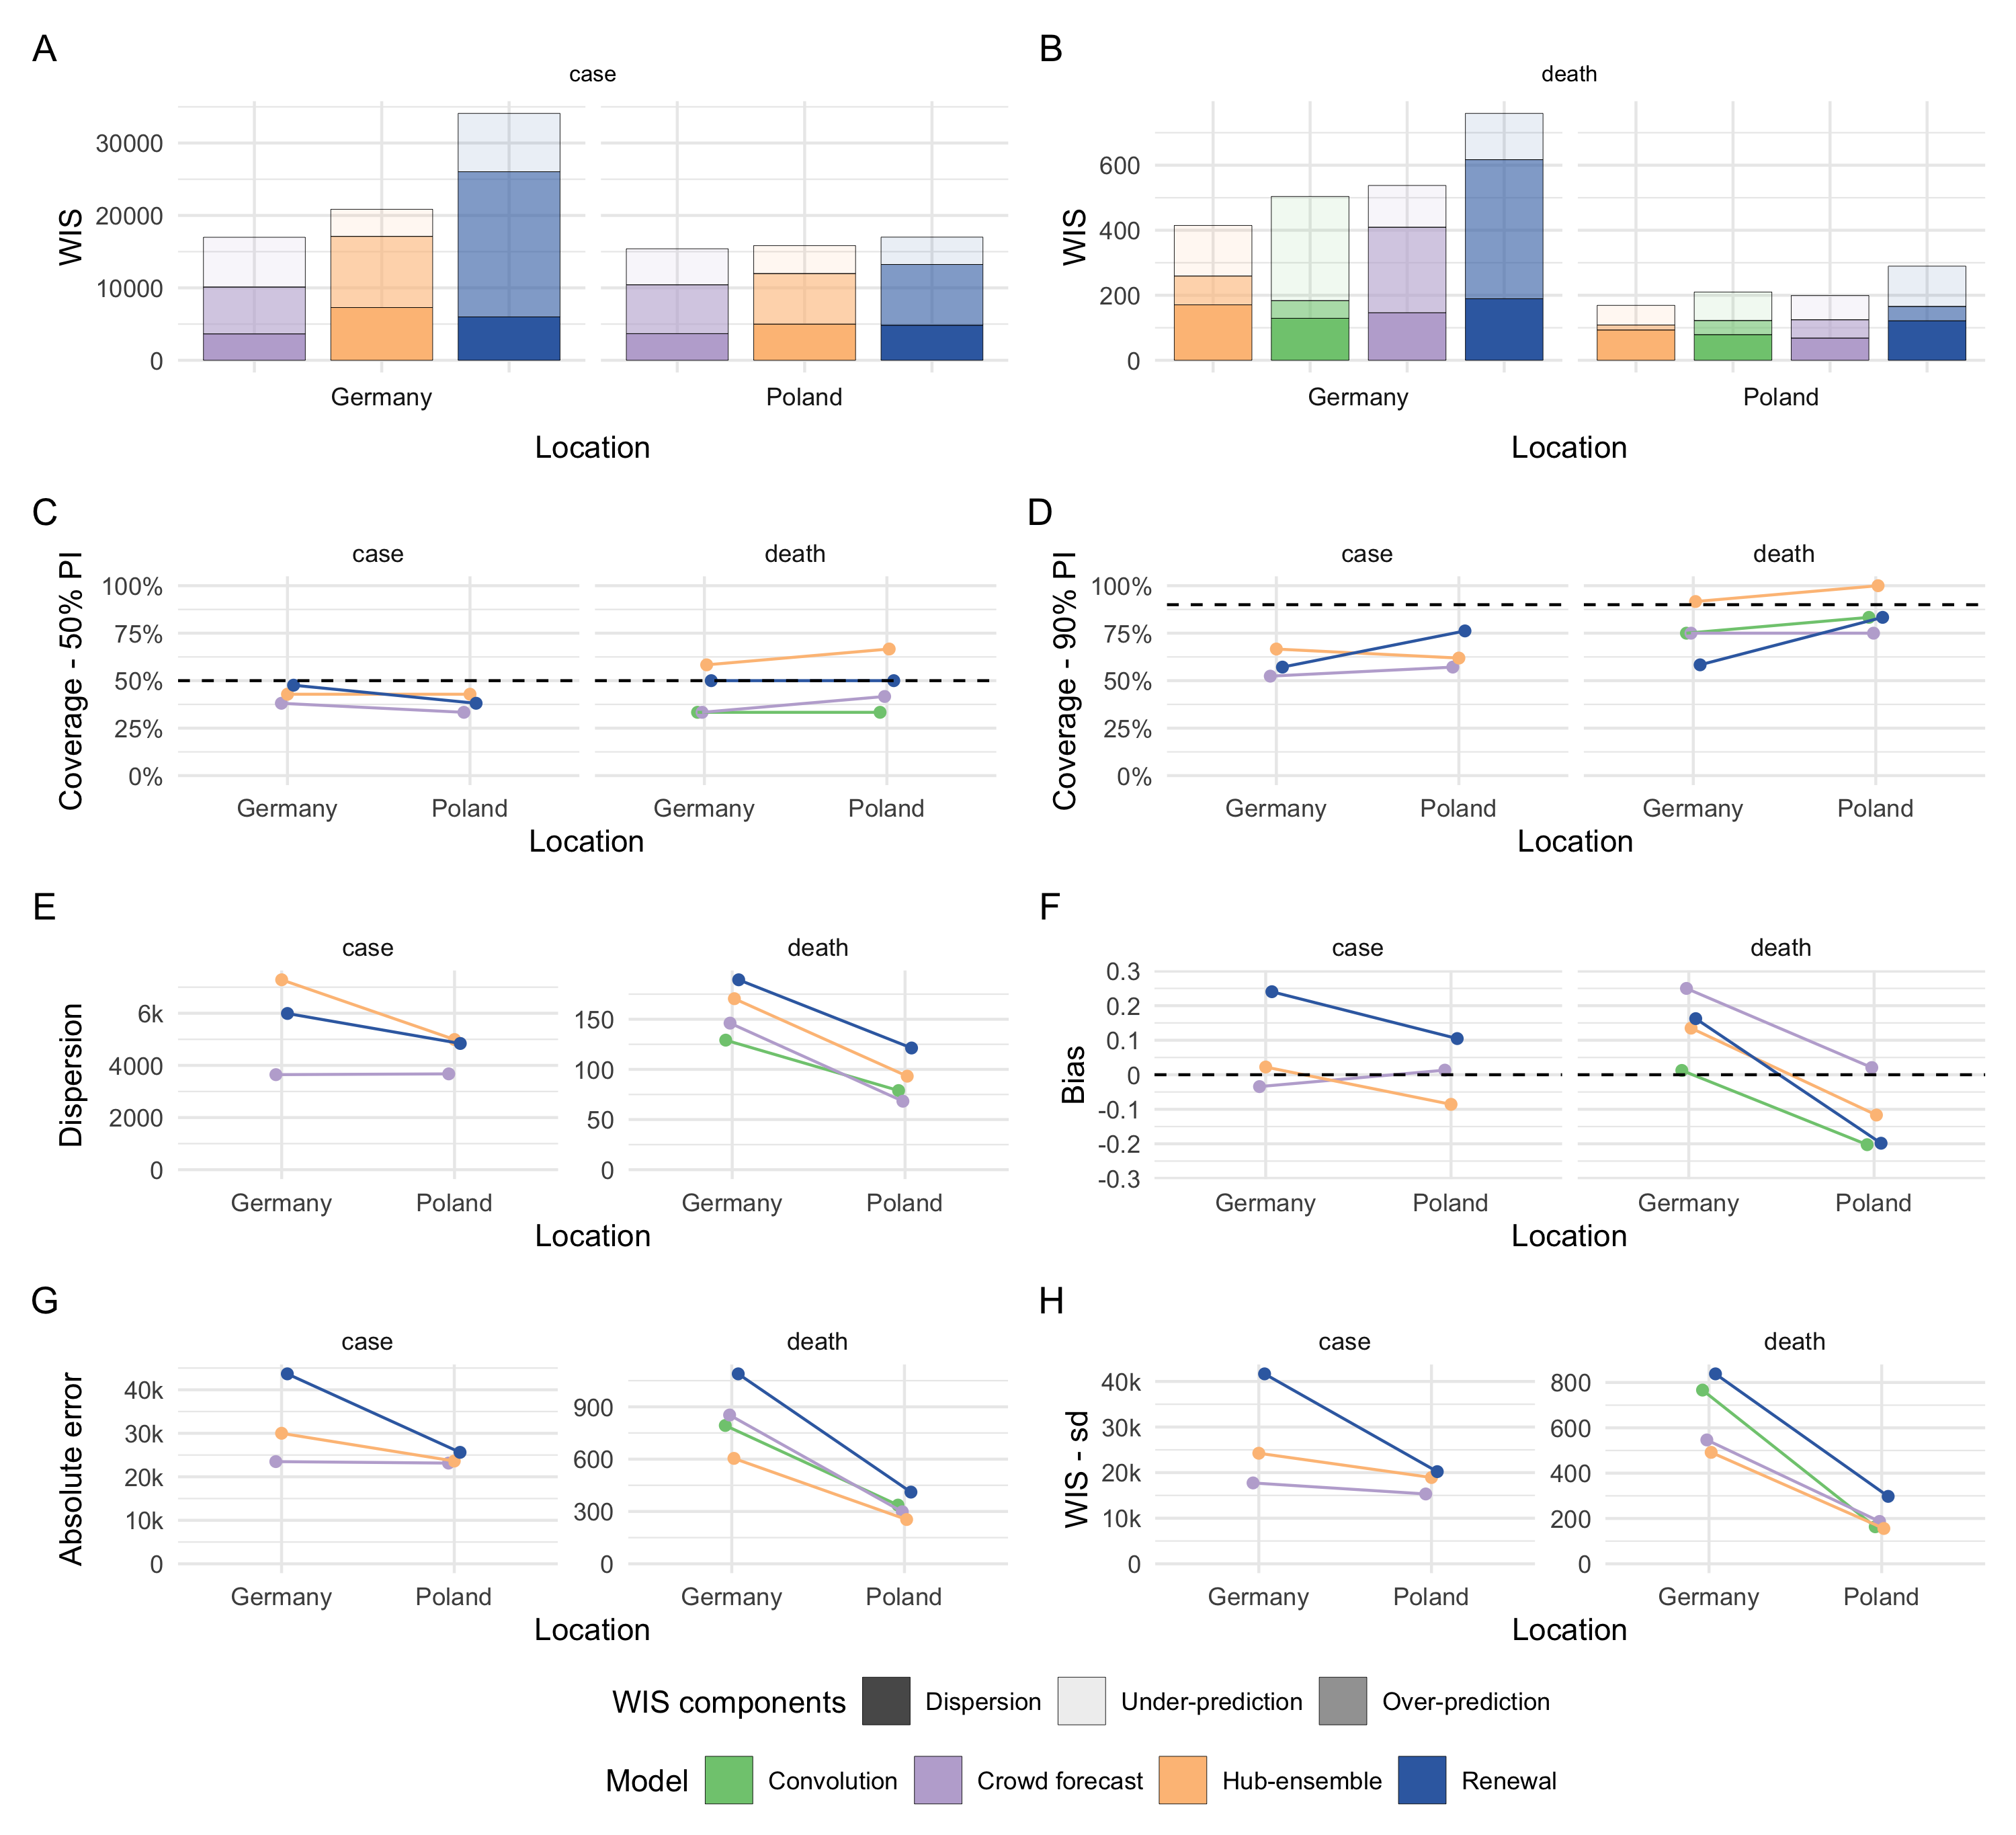 A
case
WIS
30000
20000
10000
0
Germany
Poland
Location
B
death
WIS
600
400
200
0
Germany
Poland
Location
C
case
death
Coverage - 50% PI
100%
75%
50%
25%
0%
Germany
Poland
Germany
Poland
Location
D
case
death
Coverage - 90% PI
100%
75%
50%
25%
0%
Germany
Poland
Germany
Poland
Location
E
case
death
Dispersion
6k
4000
2000
0
150
100
50
0
Germany
Poland
Germany
Poland
Location
F
case
death
Bias
0.3
0.2
0.1
0
-0.1
-0.2
-0.3
Germany
Poland
Germany
Poland
Location
G
case
death
Absolute error
40k
30k
20k
10k
0
900
600
300
0
Germany
Poland
Germany
Poland
Location
H
case
death
WIS - sd
40k
30k
20k
10k
0
800
600
400
200
0
Germany
Poland
Germany
Poland
Location
WIS components Dispersion Under-prediction Over-prediction
Model Convolution Crowd forecast Hub-ensemble Renewal